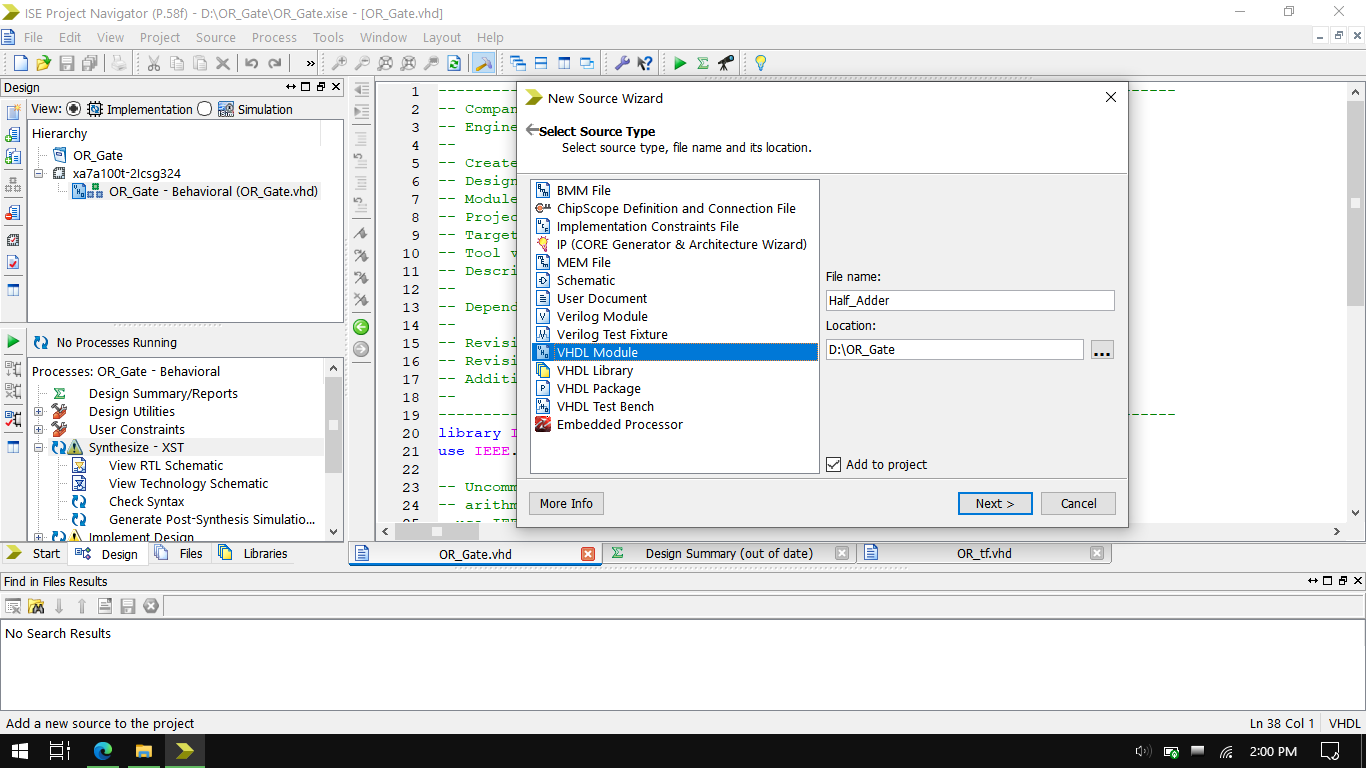 ISE Project Navigator (P.58f) - D:\OR_Gate\OR_Gate.xise - [OR_Gate.vhd]
File Edit View Project Source Process Tools Window Layout Help
»
Design
View: Implementation Simulation
Hierarchy
OR_Gate
xa7a100t-2Icsg324
OR_Gate - Behavioral (OR_Gate.vhd)
No Processes Running
Processes: OR_Gate - Behavioral
Design Summary/Reports
Design Utilities
User Constraints
Synthesize - XST
View RTL Schematic
View Technology Schematic
Check Syntax
Generate Post-Synthesis Simulatio...
Implement Design
Start Design Files Libraries
1 ----------
2 -- Compan
3 -- Engine
4 --
5 -- Create
6 -- Design
7 -- Module
8 -- Projec
9 -- Target
10 -- Tool v
11 -- Descri
12 --
13 -- Depend
14 --
15 -- Revisi
16 -- Revisi
17 -- Additi
18 --
19 ----------
20 library I
21 use IEEE.
22
23 -- Uncomm
24 -- arithm
New Source Wizard
Select Source Type
Select source type, file name and its location.
BMM File
ChipScope Definition and Connection File
Implementation Constraints File
IP (CORE Generator & Architecture Wizard)
MEM File
Schematic
User Document
Verilog Module
Verilog Test Fixture
VHDL Module
VHDL Library
VHDL Package
VHDL Test Bench
Embedded Processor
File name:
Half_Adder
Location:
D:\OR_Gate
...
Add to project
More Info
Next >
Cancel
OR_Gate.vhd
Design Summary (out of date)
OR_tf.vhd
Find in Files Results
No Search Results
Add a new source to the project
Ln 38 Col 1 VHDL
2:00 PM